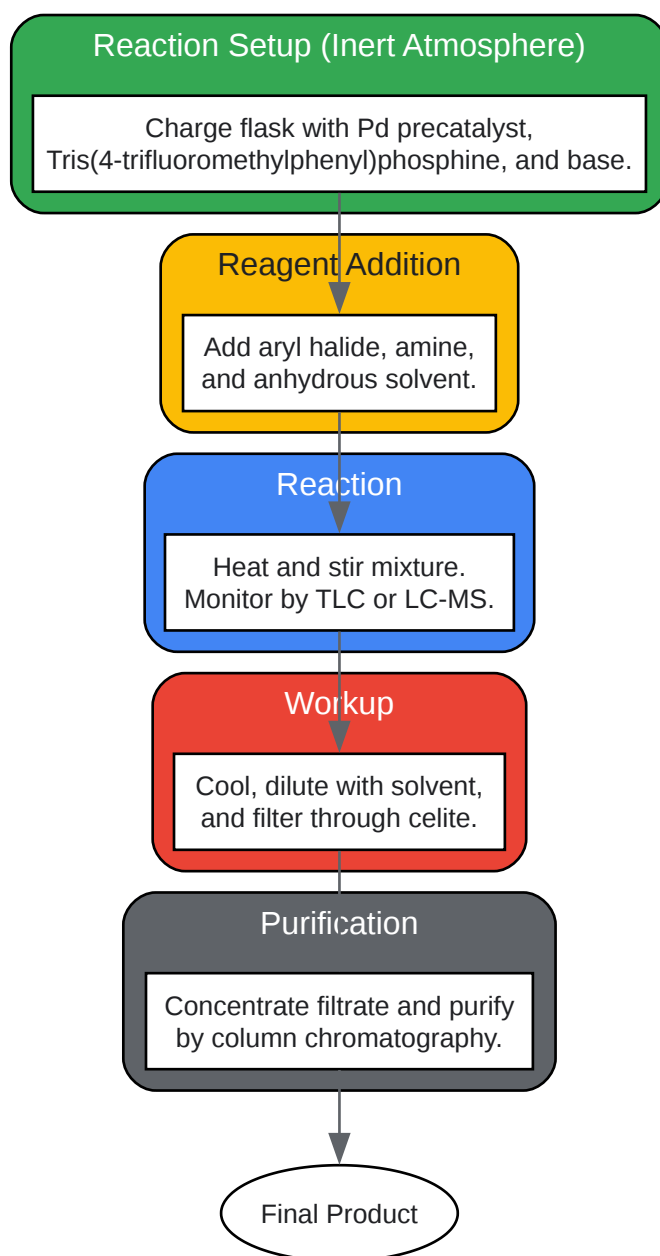 Reaction Setup (Inert Atmosphere)
Charge flask with Pd precatalyst,
Tris(4-trifluoromethylphenyl)phosphine, and base.
Reagent Addition
Add aryl halide, amine,
and anhydrous solvent.
Reaction
Heat and stir mixture.
Monitor by TLC or LC-MS.
Workup
Cool, dilute with solvent,
and filter through celite.
Purification
Concentrate filtrate and purify
by column chromatography.
Final Product